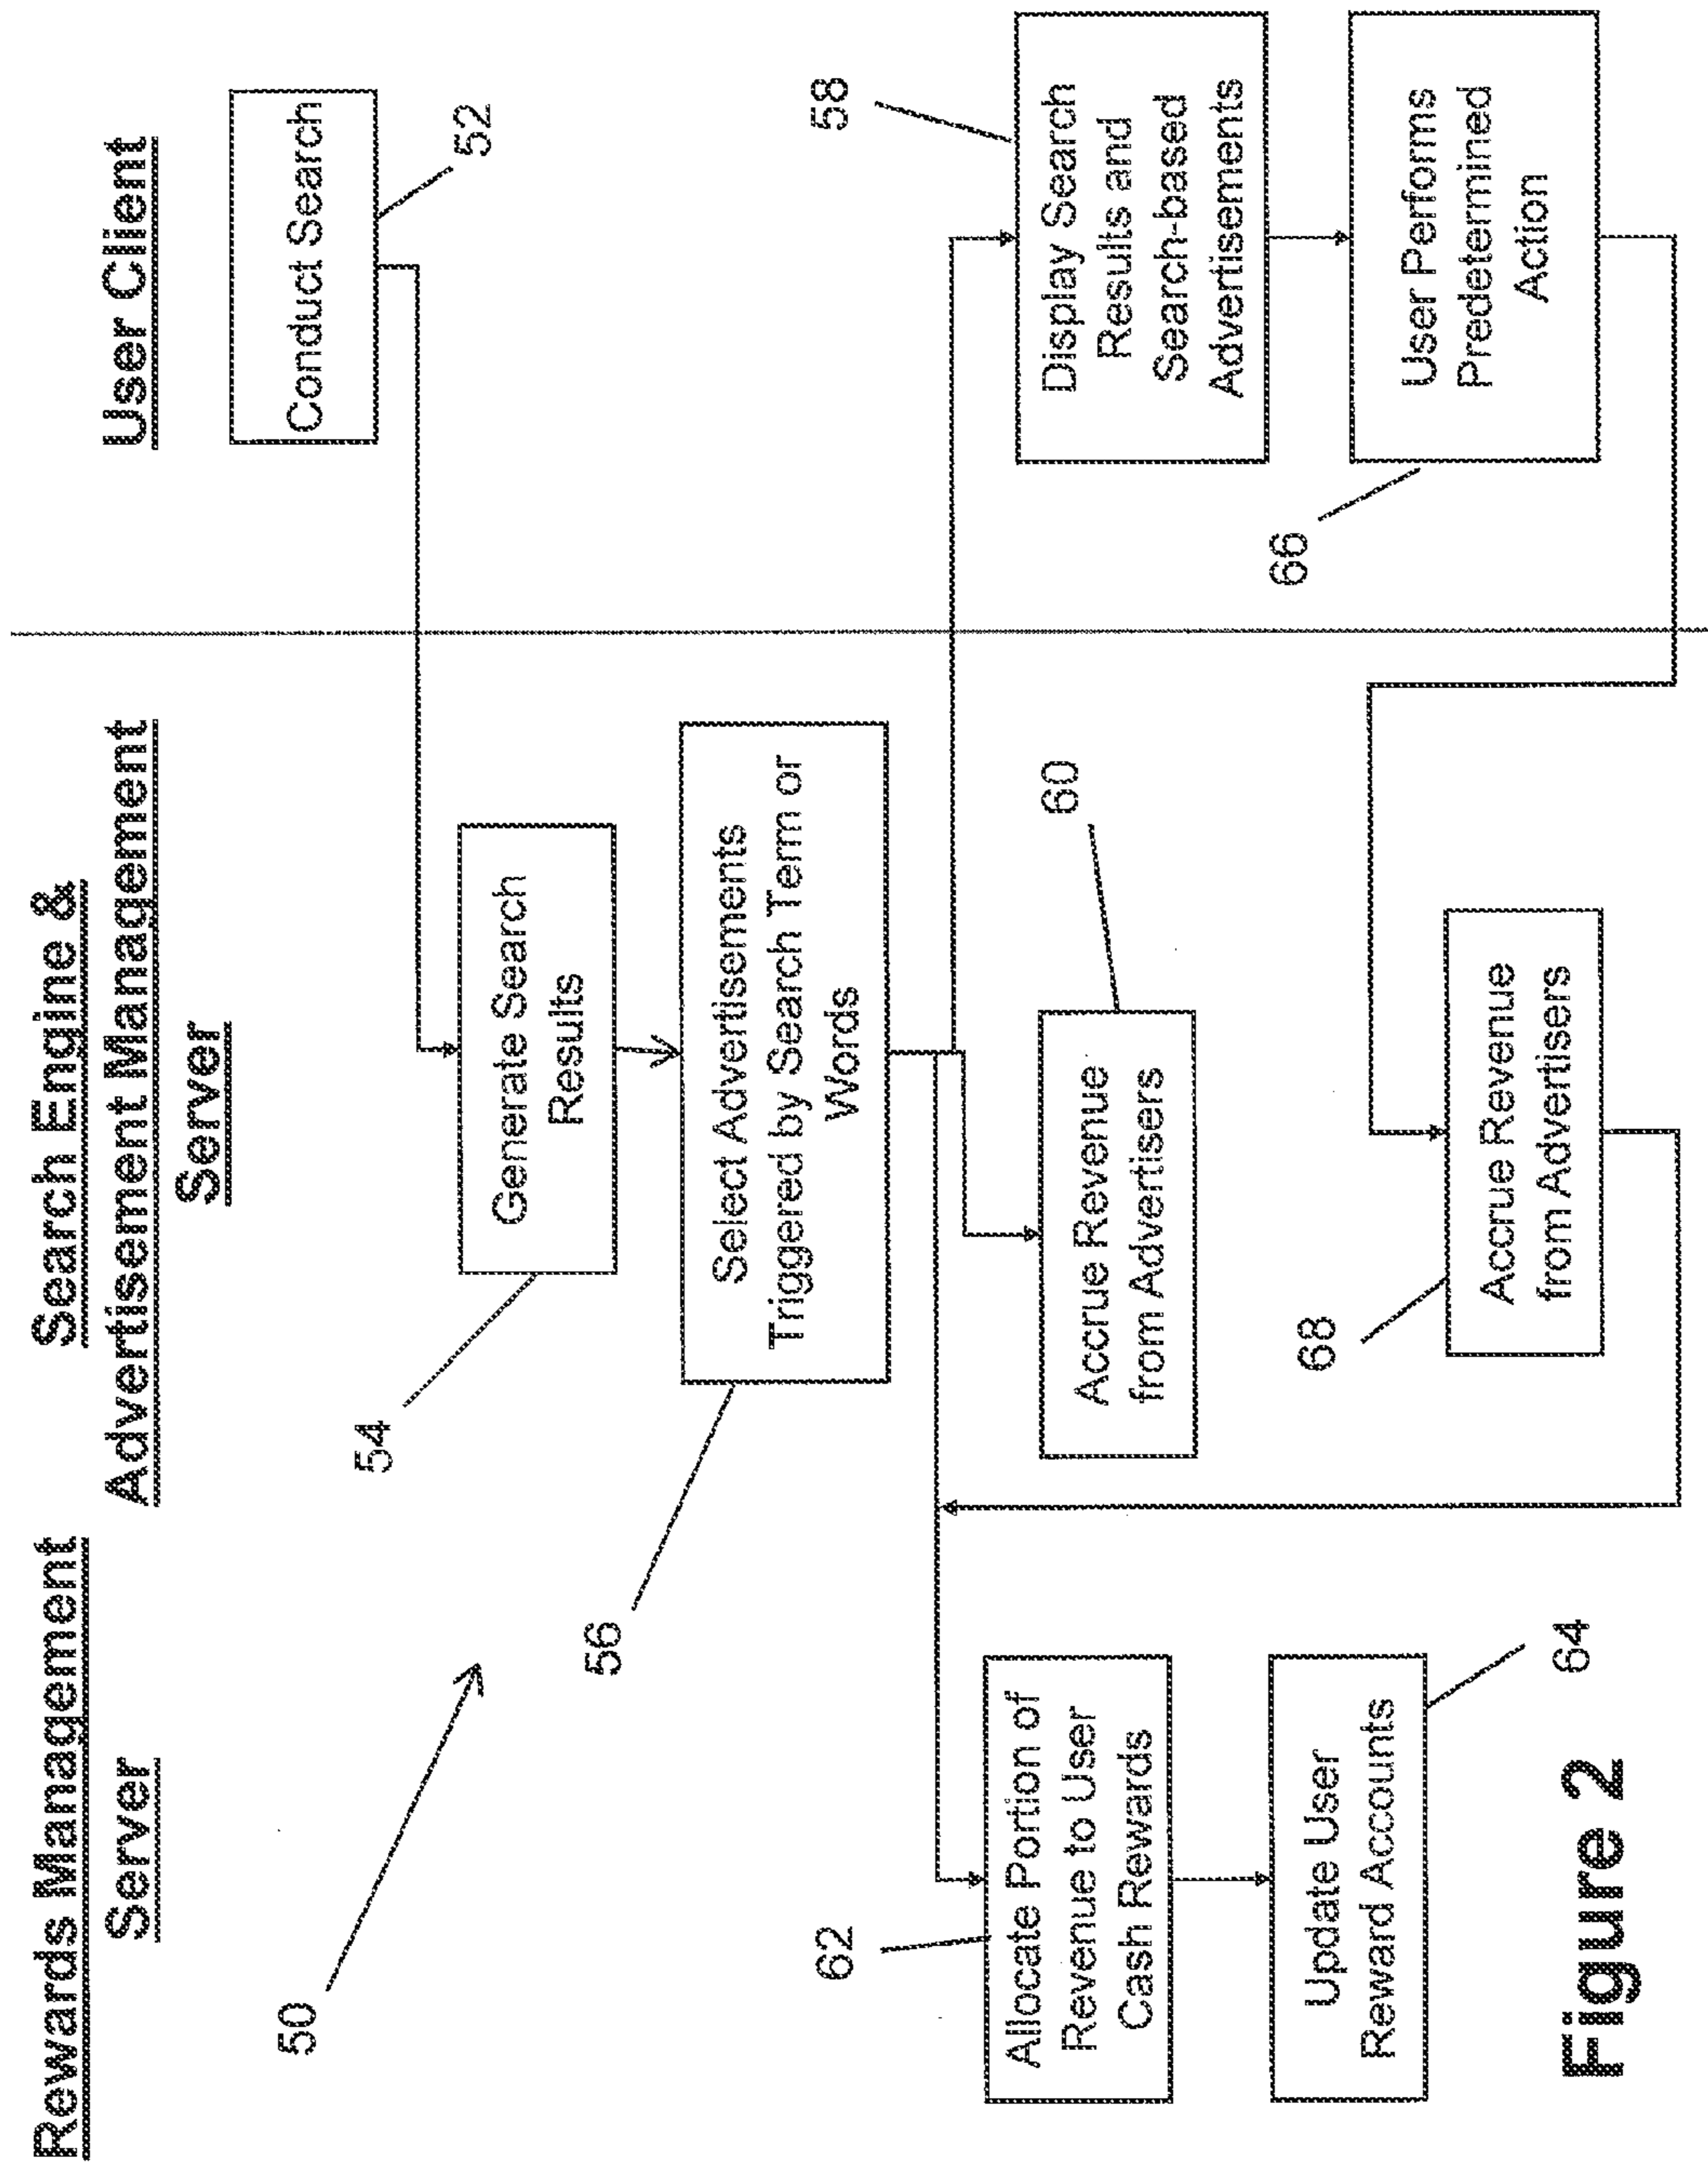 Rewards Management
Server
Search Engine &
Advertisement Management
Server
User Client
50
Conduct Search
52
Generate Search
Results
54
Select Advertisements
Triggered by Search Term or
Words
56
Display Search
Results and
Search-based
Advertisements
58
Accrue Revenue
from Advertisers
60
Allocate Portion of
Revenue to User
Cash Rewards
62
Update User
Reward Accounts
64
User Performs
Predetermined
Action
66
Accrue Revenue
from Advertisers
68
Figure 2